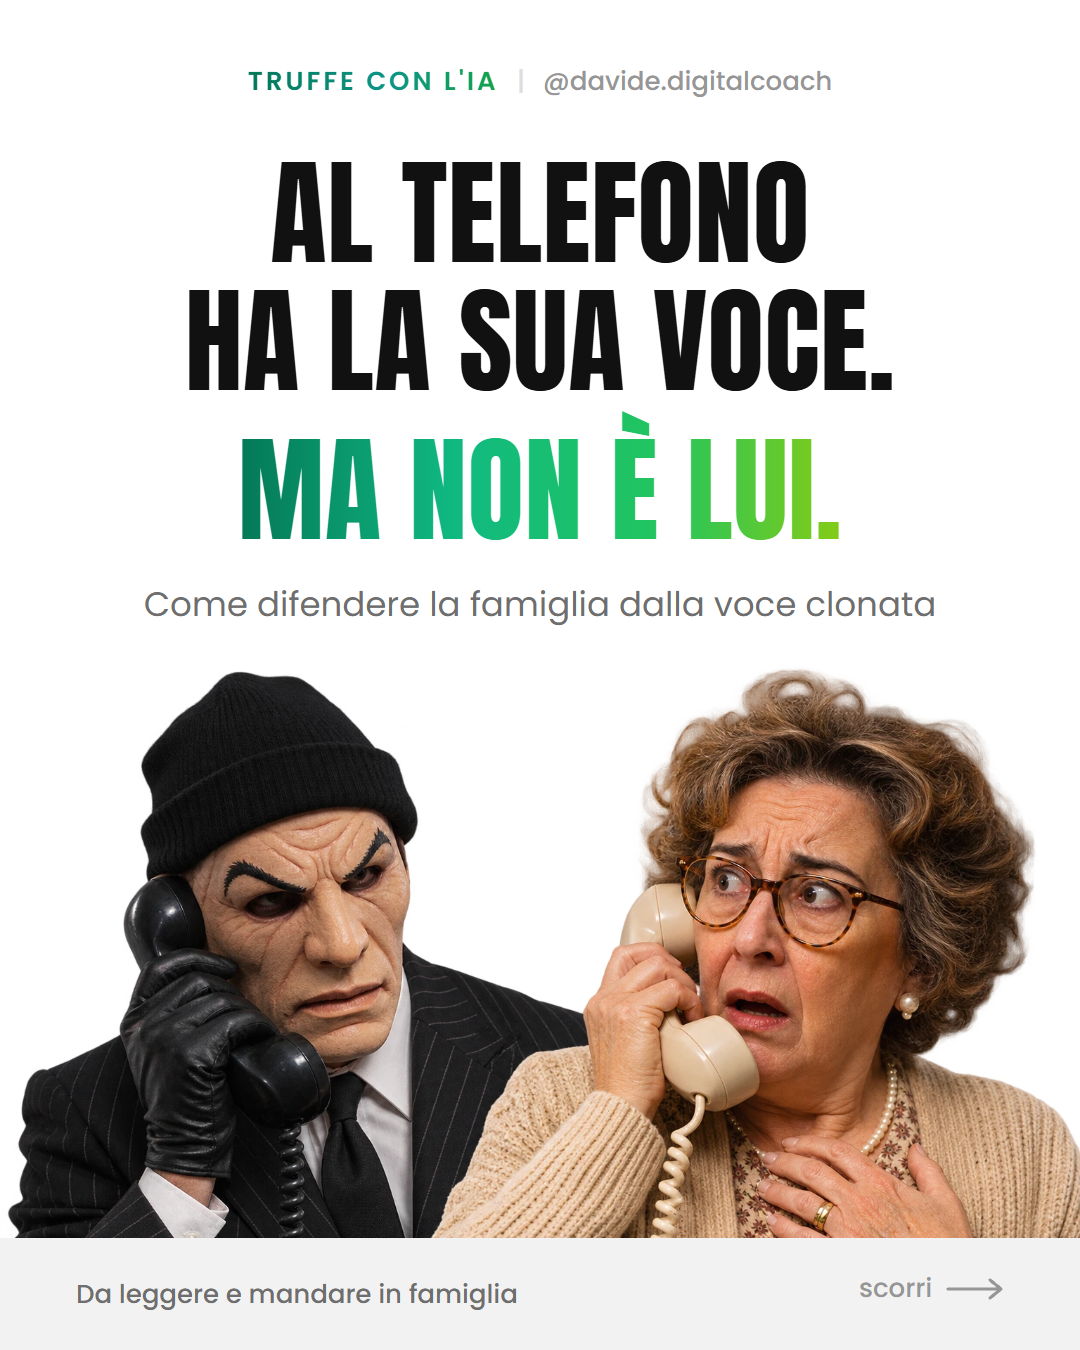 TRUFFE CON L'IA | @davide.digitalcoach
AL TELEFONO
HA LA SUA VOCE.
MA NON È LUI.
Come difendere la famiglia dalla voce clonata
Da leggere e mandare in famiglia
scorri →